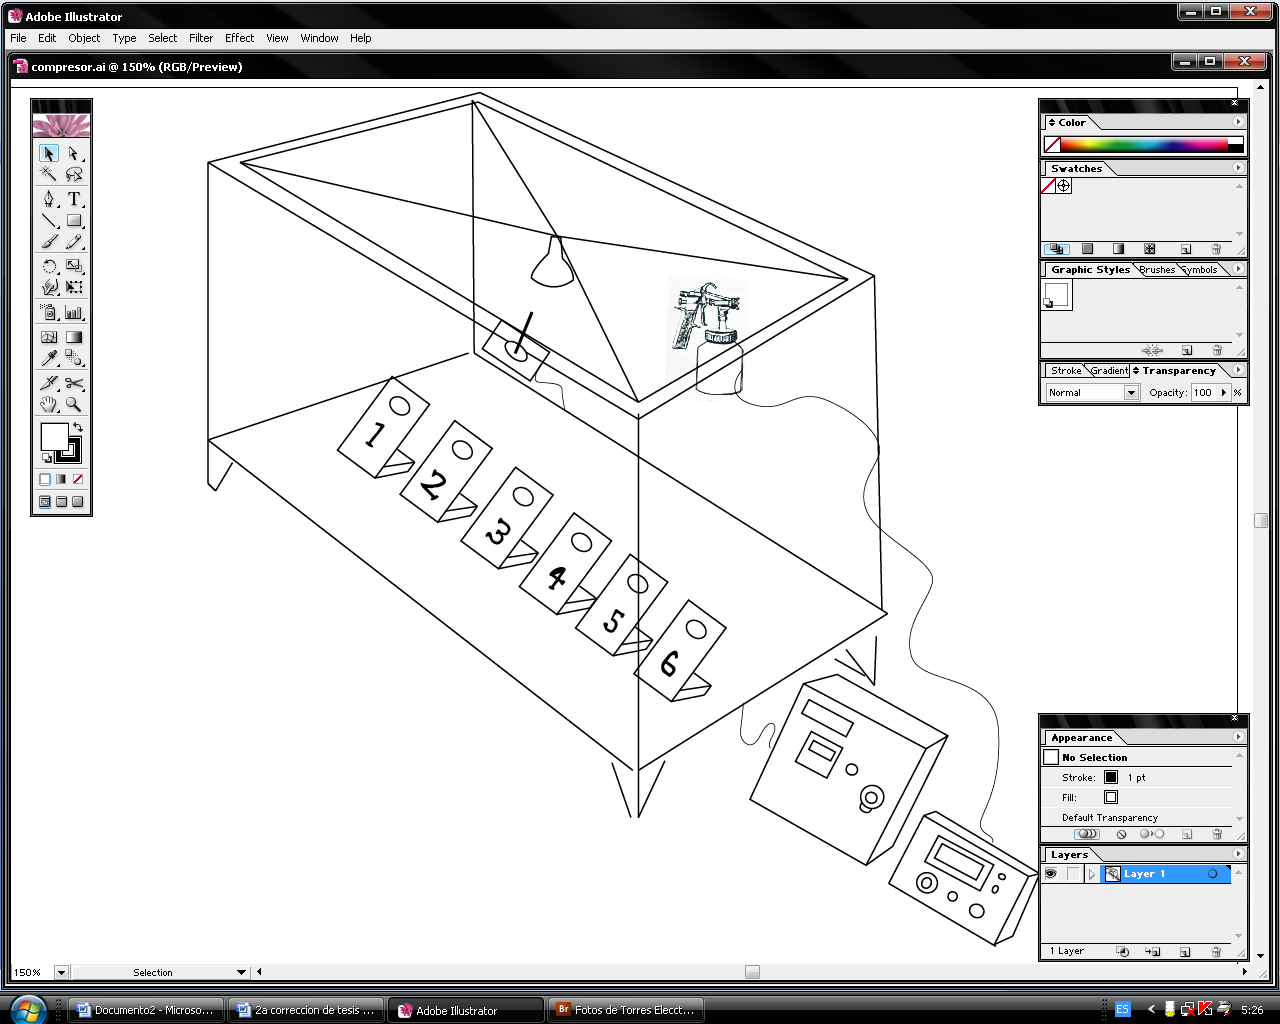 Adobe Illustrator
File Edit Object Type Select Filter Effect View Window Help
compresor.ai @ 150% (RGB/Preview)
Color
Swatches
Graphic Styles Brushes Symbols
Stroke Gradient Transparency
Normal Opacity: 100 %
1
2
3
4
5
6
Appearance
No Selection
Stroke: 1 pt
Fill:
Default Transparency
Layers
Layer 1
1 Layer
150% Selection
Documento2 - Microso... 2a correccion de tesis ... Adobe Illustrator Fotos de Torres Elecct... ES 5:26